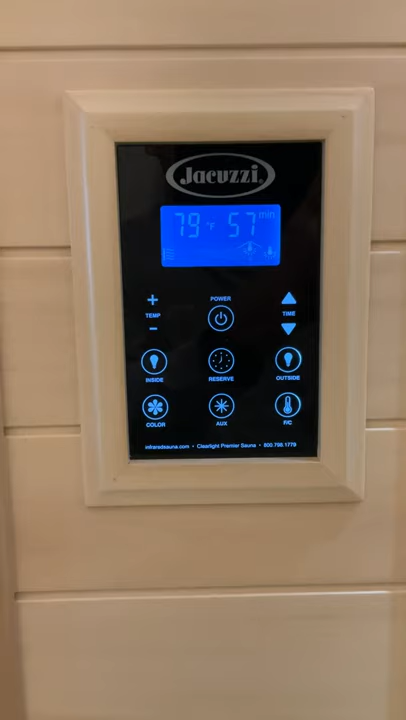 Jacuzzi®
79 °F 57 min
+
TEMP
−
POWER
TIME
INSIDE
RESERVE
OUTSIDE
COLOR
AUX
F/C
infraredsauna.com • Clearlight Premier Sauna • 800.798.1779